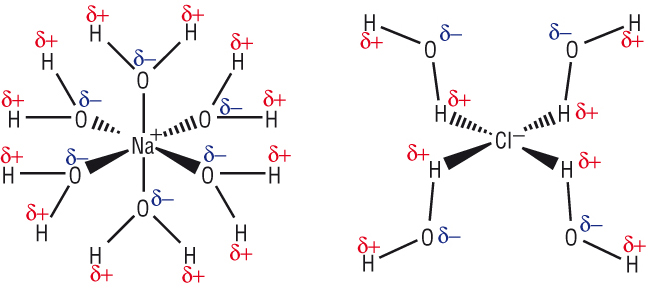 δ+ δ+ H δ+
H H δ+
δ+ H δ– H δ+ δ– O δ– H
H O O
δ+ H O δ– O δ– H δ+ H δ+ H δ+
Na+ Cl–
δ+ H O δ– δ– O H δ+ δ+ H H δ+
δ+ H O δ– H δ+
H δ+ O δ– O δ– H δ+
δ+ H H δ+ δ+ H H δ+